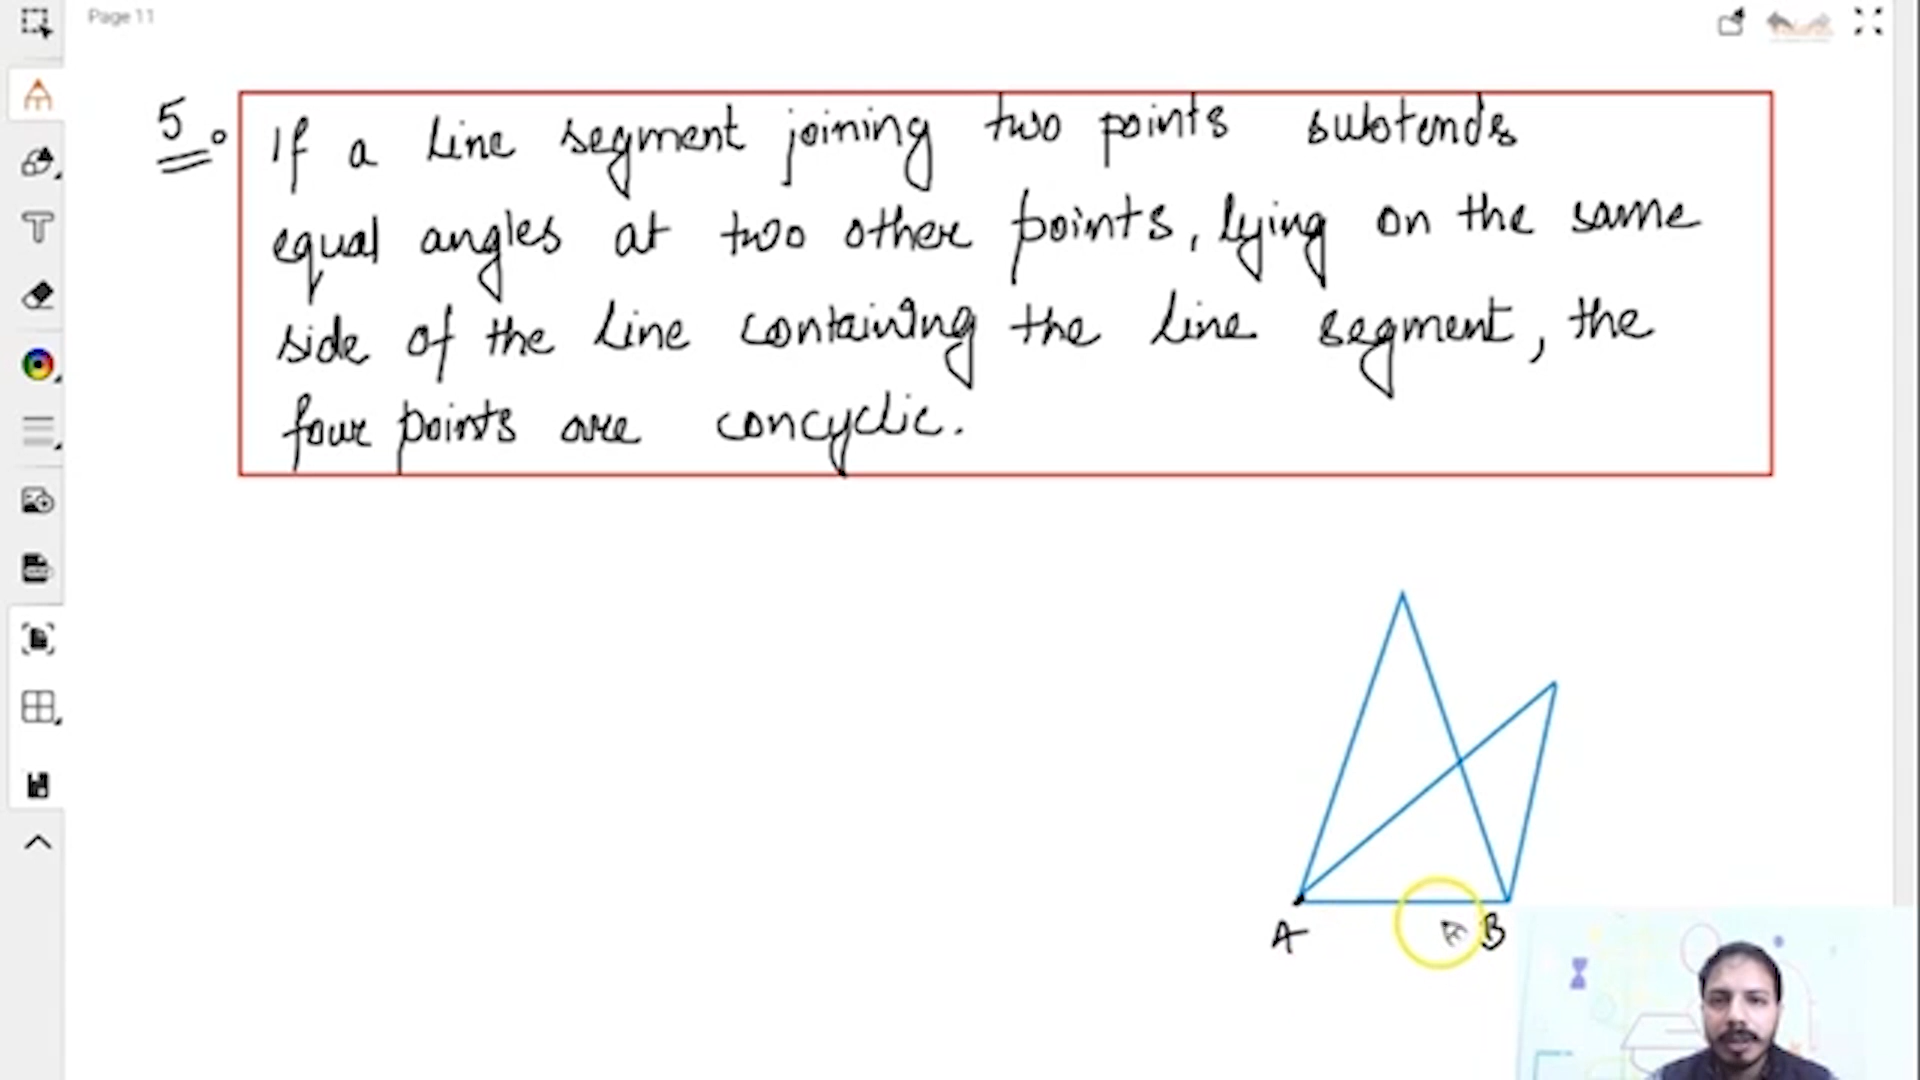 Page 11
5. If a line segment joining two points subtends
equal angles at two other points, lying on the same
side of the line containing the line segment, the
four points are concyclic.
A B